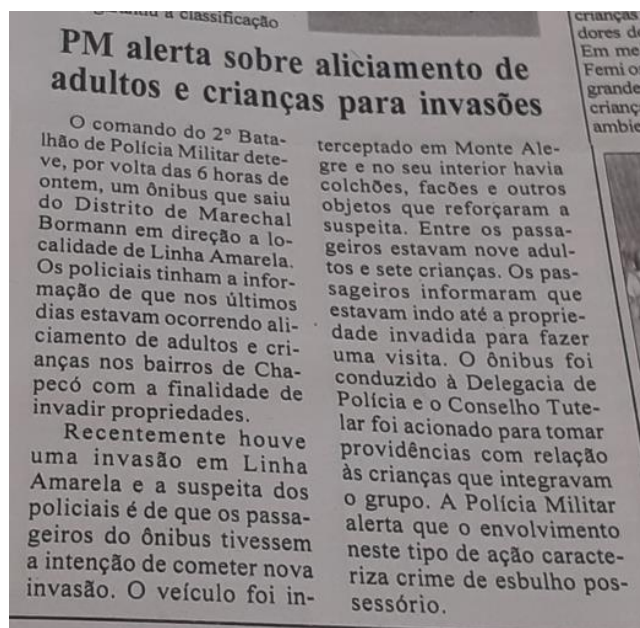 a classificação
PM alerta sobre aliciamento de
adultos e crianças para invasões
O comando do 2º Bata-
lhão de Polícia Militar dete-
ve, por volta das 6 horas de
ontem, um ônibus que saiu
do Distrito de Marechal
Bormann em direção a lo-
calidade de Linha Amarela.
Os policiais tinham a infor-
mação de que nos últimos
dias estavam ocorrendo ali-
ciamento de adultos e cri-
anças nos bairros de Cha-
pecó com a finalidade de
invadir propriedades.
Recentemente houve
uma invasão em Linha
Amarela e a suspeita dos
policiais é de que os passa-
geiros do ônibus tivessem
a intenção de cometer nova
invasão. O veículo foi in-
terceptado em Monte Ale-
gre e no seu interior havia
colchões, facões e outros
objetos que reforçaram a
suspeita. Entre os passa-
geiros estavam nove adul-
tos e sete crianças. Os pas-
sageiros informaram que
estavam indo até a proprie-
dade invadida para fazer
uma visita. O ônibus foi
conduzido à Delegacia de
Polícia e o Conselho Tute-
lar foi acionado para tomar
providências com relação
às crianças que integravam
o grupo. A Polícia Militar
alerta que o envolvimento
neste tipo de ação caracte-
riza crime de esbulho pos-
sessório.
crianças
dores de
Em me
Femi
grande
crianç
ambie